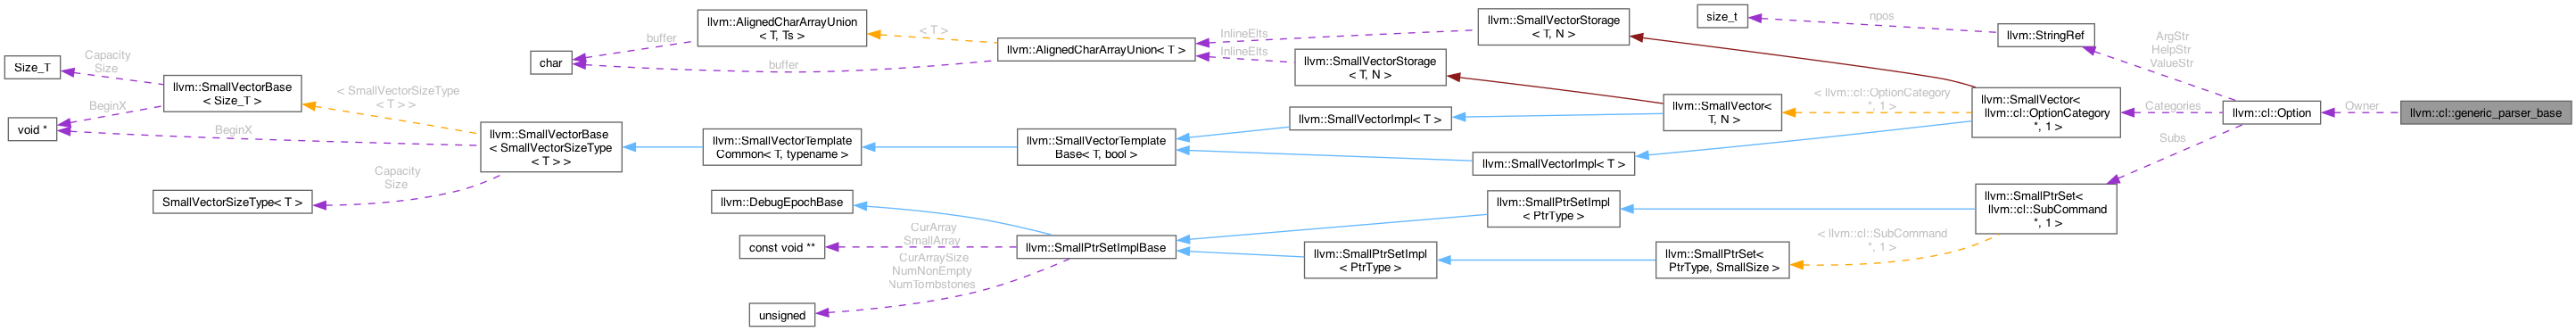 Size_T
void *
Capacity
Size
BeginX
BeginX
llvm::SmallVectorBase
< Size_T >
SmallVectorSizeType< T >
< SmallVectorSizeType
< T > >
Capacity
Size
llvm::SmallVectorBase
< SmallVectorSizeType
< T > >
char
buffer
buffer
llvm::AlignedCharArrayUnion
< T, Ts >
llvm::SmallVectorTemplate
Common< T, typename >
llvm::DebugEpochBase
const void **
unsigned
< T >
CurArray
SmallArray
CurArraySize
NumNonEmpty
NumTombstones
llvm::AlignedCharArrayUnion< T >
llvm::SmallVectorTemplate
Base< T, bool >
llvm::SmallPtrSetImplBase
InlineElts
InlineElts
llvm::SmallVectorStorage
< T, N >
llvm::SmallVectorStorage
< T, N >
llvm::SmallVectorImpl< T >
llvm::SmallVectorImpl< T >
llvm::SmallPtrSetImpl
< PtrType >
llvm::SmallPtrSetImpl
< PtrType >
size_t
llvm::SmallVector<
T, N >
llvm::SmallPtrSet<
PtrType, SmallSize >
npos
< llvm::cl::OptionCategory
*, 1 >
< llvm::cl::SubCommand
*, 1 >
llvm::StringRef
llvm::SmallVector<
llvm::cl::OptionCategory
*, 1 >
llvm::SmallPtrSet<
llvm::cl::SubCommand
*, 1 >
ArgStr
HelpStr
ValueStr
Categories
Subs
llvm::cl::Option
Owner
llvm::cl::generic_parser_base